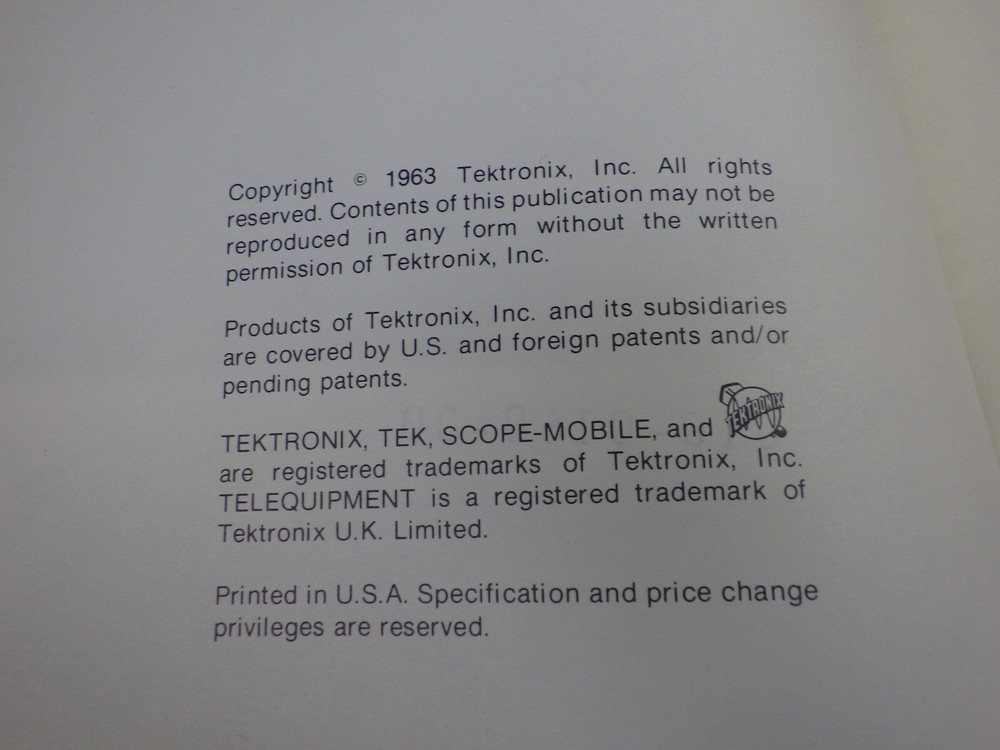 Copyright © 1963 Tektronix, Inc. All rights
reserved. Contents of this publication may not be
reproduced in any form without the written
permission of Tektronix, Inc.
Products of Tektronix, Inc. and its subsidiaries
are covered by U.S. and foreign patents and/or
pending patents.
TEKTRONIX, TEK, SCOPE-MOBILE, and TEKTRONIX
are registered trademarks of Tektronix, Inc.
TELEQUIPMENT is a registered trademark of
Tektronix U.K. Limited.
Printed in U.S.A. Specification and price change
privileges are reserved.